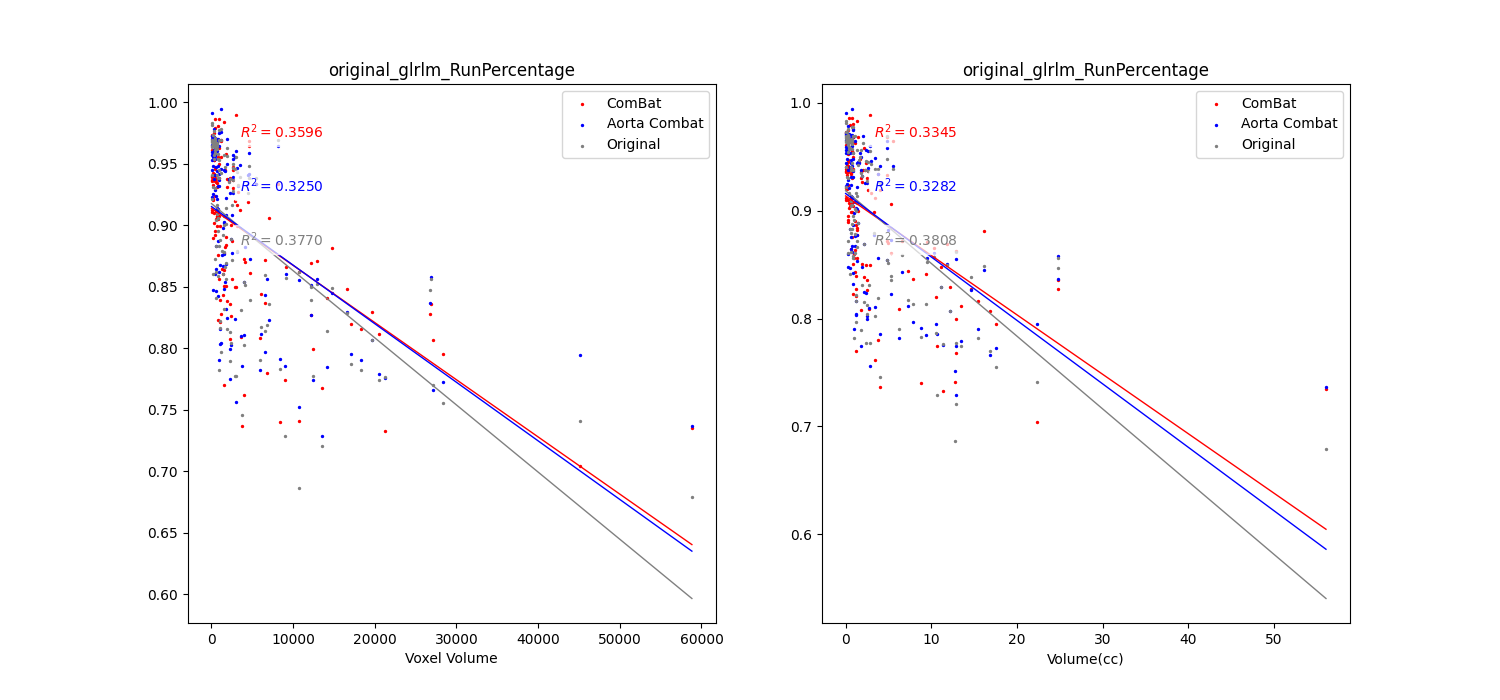 original_glrlm_RunPercentage
ComBat
Aorta Combat
Original
R² = 0.3596
R² = 0.3250
R² = 0.3770
1.00
0.95
0.90
0.85
0.80
0.75
0.70
0.65
0.60
0 10000 20000 30000 40000 50000 60000
Voxel Volume
original_glrlm_RunPercentage
ComBat
Aorta Combat
Original
R² = 0.3345
R² = 0.3282
R² = 0.3808
1.0
0.9
0.8
0.7
0.6
0 10 20 30 40 50
Volume(cc)